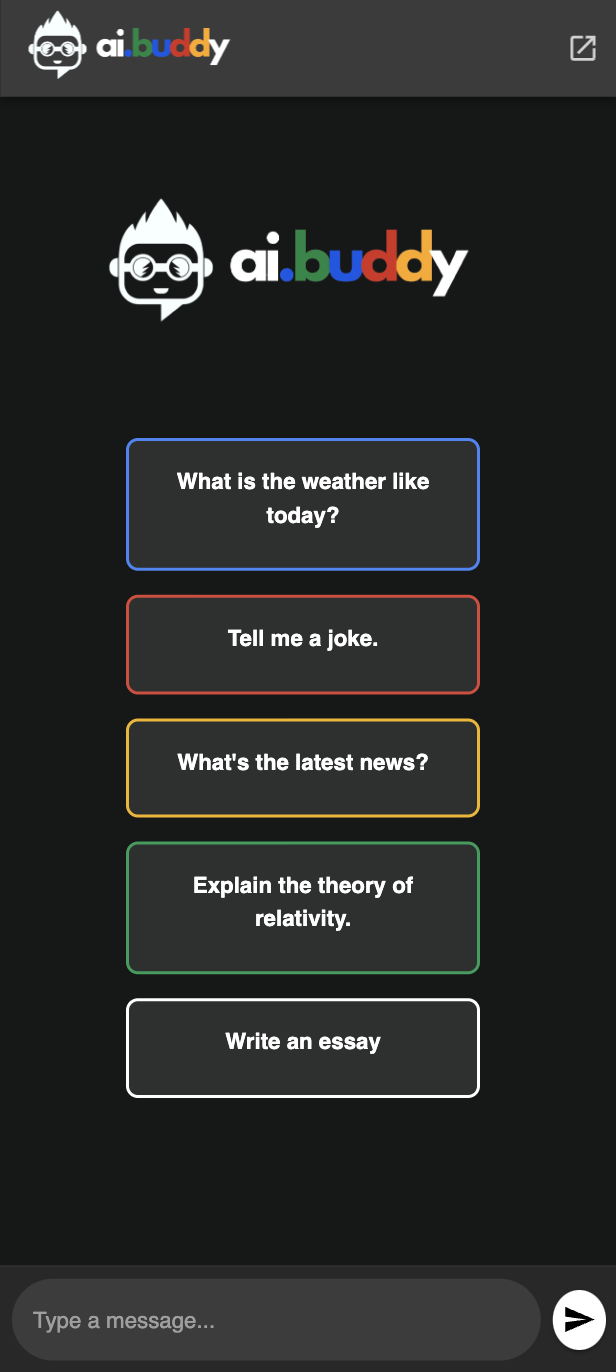 ai.buddy
ai.buddy
What is the weather like
today?
Tell me a joke.
What's the latest news?
Explain the theory of
relativity.
Write an essay
Type a message...